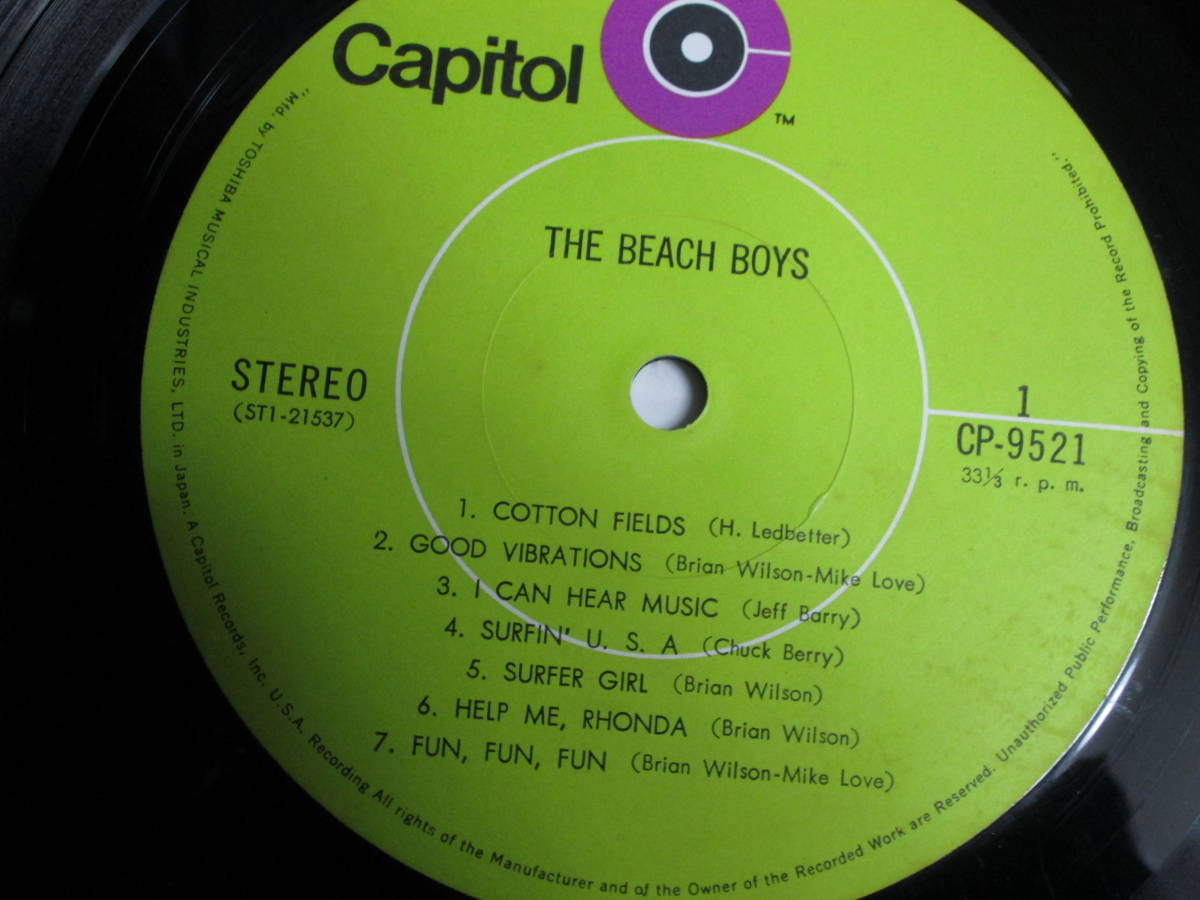 Capitol
TM
THE BEACH BOYS
STEREO
(ST1-21537)
1
CP-9521
33⅓ r. p. m.
1. COTTON FIELDS (H. Ledbetter)
2. GOOD VIBRATIONS (Brian Wilson-Mike Love)
3. I CAN HEAR MUSIC (Jeff Barry)
4. SURFIN' U. S. A (Chuck Berry)
5. SURFER GIRL (Brian Wilson)
6. HELP ME, RHONDA (Brian Wilson)
7. FUN, FUN, FUN (Brian Wilson-Mike Love)
"Mfd. by TOSHIBA MUSICAL INDUSTRIES, LTD. in Japan. A Capitol Records, Inc. U.S.A. Recording All rights of the Manufacturer and of the Owner of the Recorded Work are Reserved. Unauthorized Public Performance, Broadcasting and Copying of the Record Prohibited."